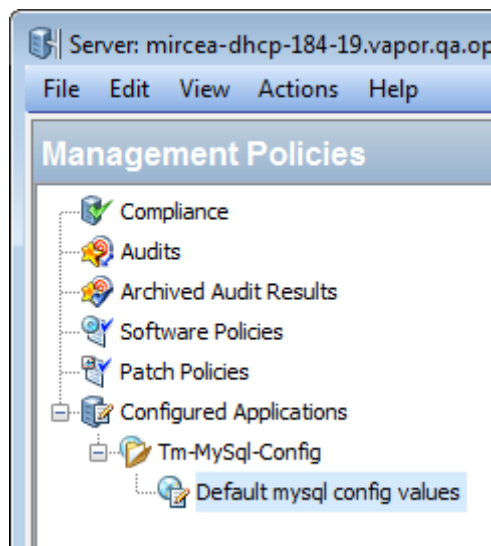 Server: mircea-dhcp-184-19.vapor.qa.op
File Edit View Actions Help
Management Policies
Compliance
Audits
Archived Audit Results
Software Policies
Patch Policies
Configured Applications
Tm-MySql-Config
Default mysql config values